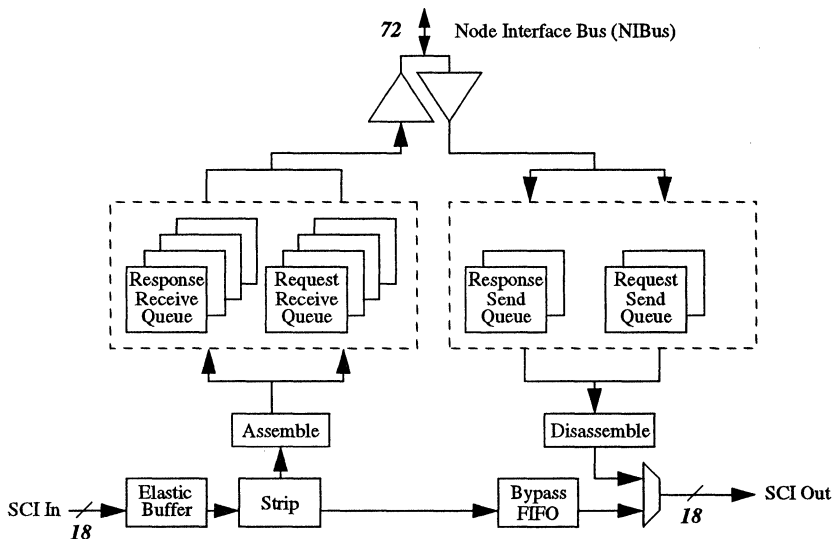 72
Node Interface Bus (NIBus)
Response
Receive
Queue
Request
Receive
Queue
Response
Send
Queue
Request
Send
Queue
Assemble
Disassemble
SCI In
18
Elastic
Buffer
Strip
Bypass
FIFO
18
SCI Out